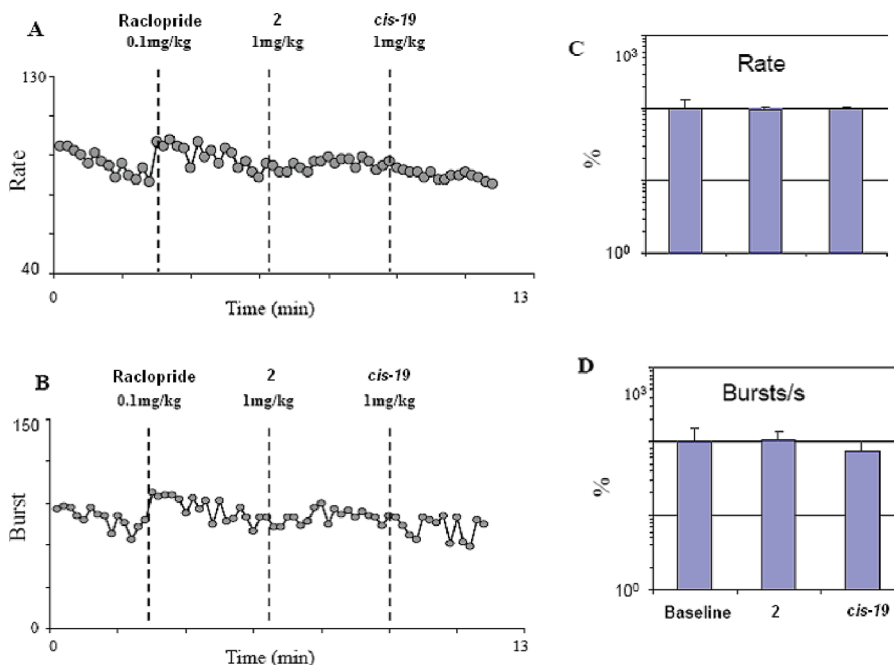 A
Raclopride 2 cis-19
0.1mg/kg 1mg/kg 1mg/kg
130
Rate
40
0 13
Time (min)
B
Raclopride 2 cis-19
0.1mg/kg 1mg/kg 1mg/kg
150
Burst
0
0 13
Time (min)
C
10³
Rate
%
10⁰
D
10³
Bursts/s
%
10⁰
Baseline 2 cis-19